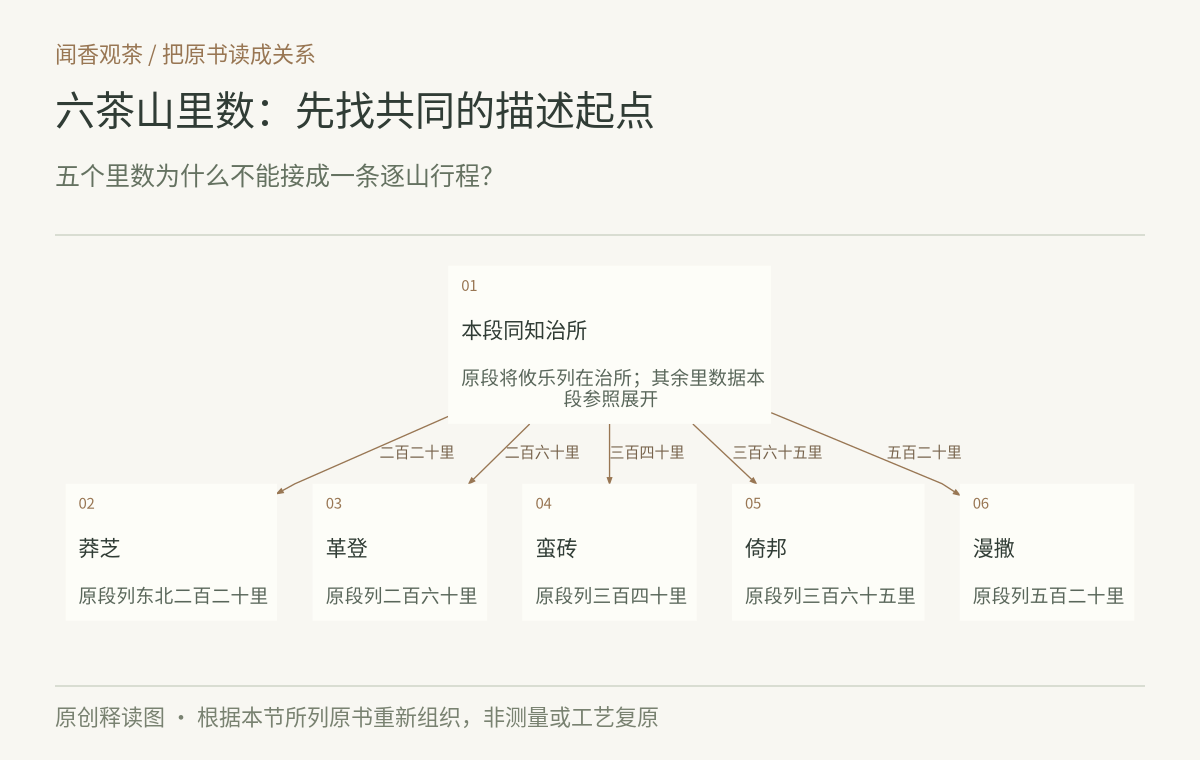 闻香观茶 / 把原书读成关系
六茶山里数：先找共同的描述起点
五个里数为什么不能接成一条逐山行程？
01
本段同知治所
原段将攸乐列在治所；其余里数据本
段参照展开
二百二十里
二百六十里
三百四十里
三百六十五里
五百二十里
02
莽芝
原段列东北二百二十里
03
革登
原段列二百六十里
04
蛮砖
原段列三百四十里
05
倚邦
原段列三百六十五里
06
漫撒
原段列五百二十里
原创释读图 · 根据本节所列原书重新组织，非测量或工艺复原